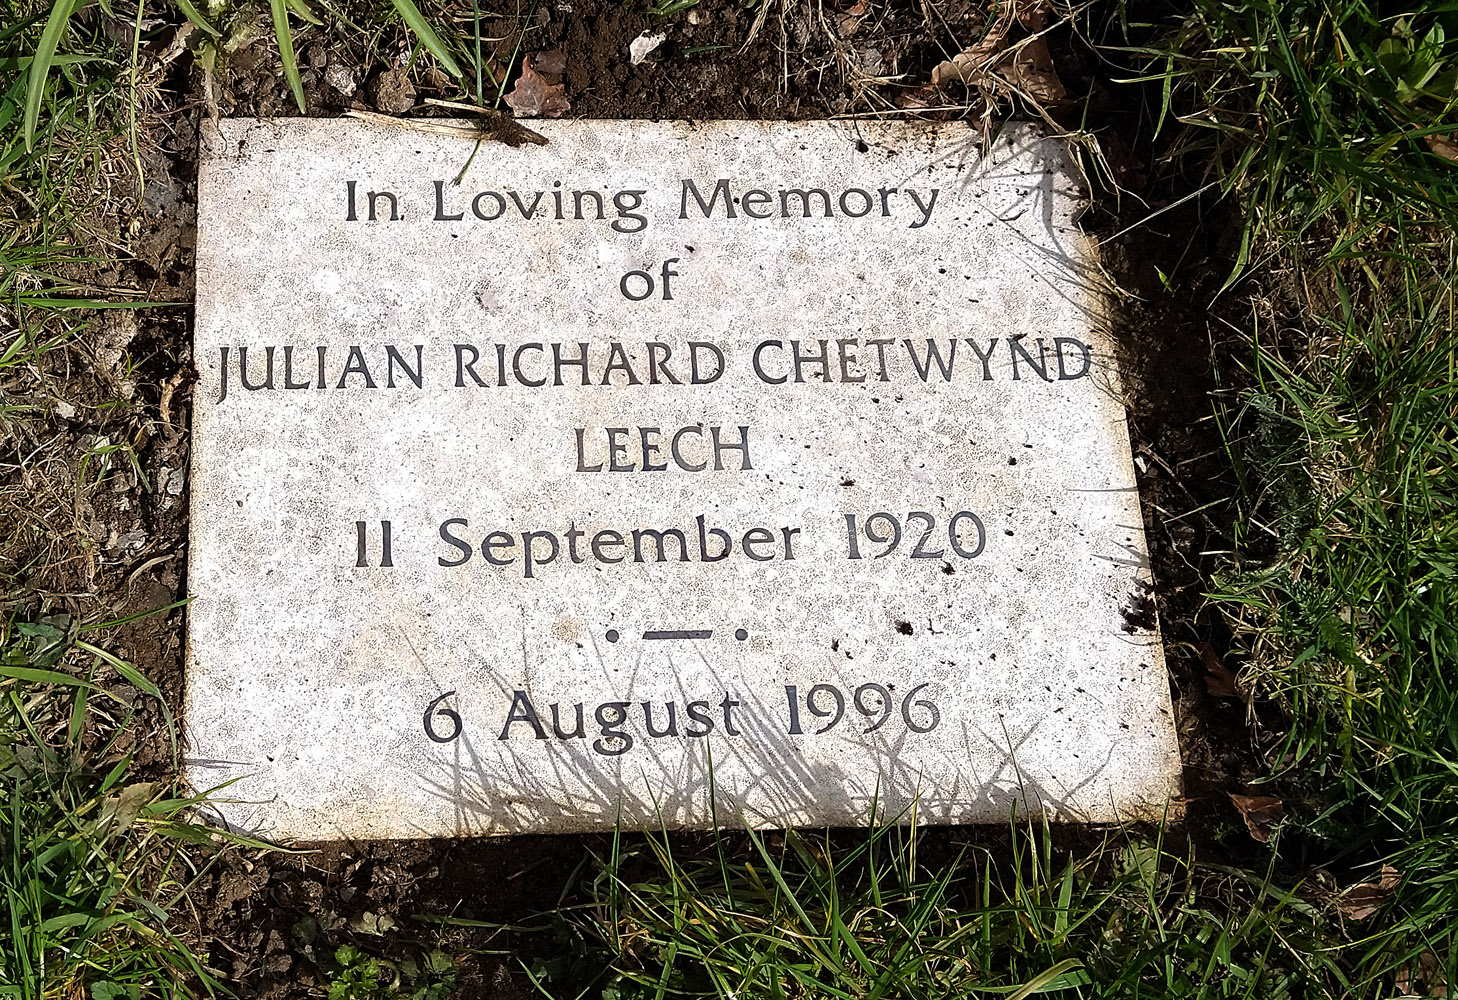 In Loving Memory
of
JULIAN RICHARD CHETWYND
LEECH
11 September 1920
. — .
6 August 1996